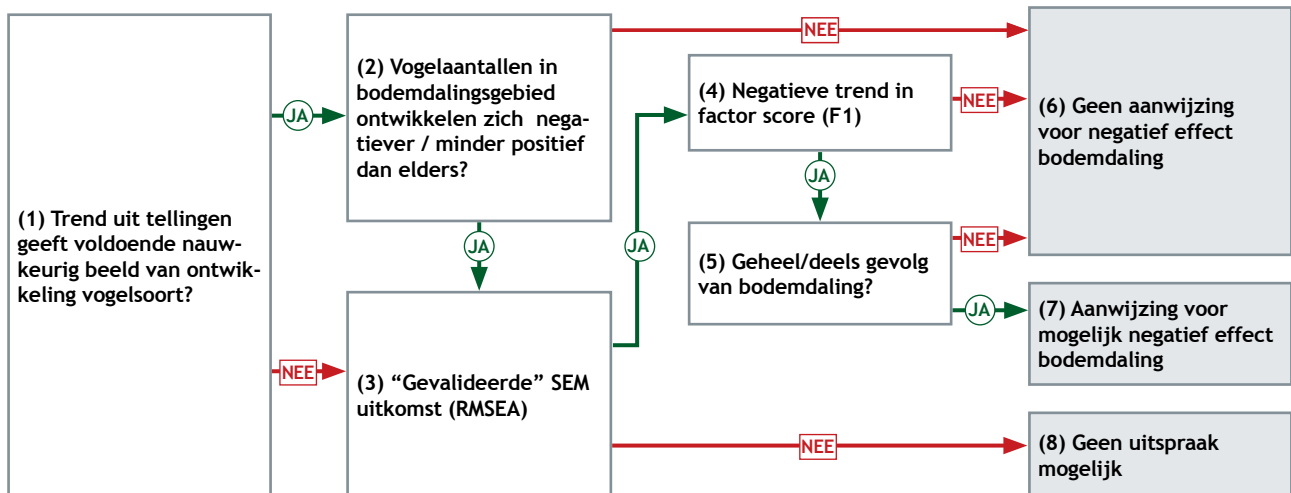 (1) Trend uit tellingen
geeft voldoende nauw-
keurig beeld van ontwik-
keling vogelsoort?
JA
NEE
(2) Vogelaantallen in
bodemdalingsgebied
ontwikkelen zich nega-
tiever / minder positief
dan elders?
NEE
JA
(3) “Gevalideerde” SEM
uitkomst (RMSEA)
JA
NEE
(4) Negatieve trend in
factor score (F1)
NEE
JA
(5) Geheel/deels gevolg
van bodemdaling?
NEE
JA
(6) Geen aanwijzing
voor negatief effect
bodemdaling
(7) Aanwijzing voor
mogelijk negatief effect
bodemdaling
(8) Geen uitspraak
mogelijk